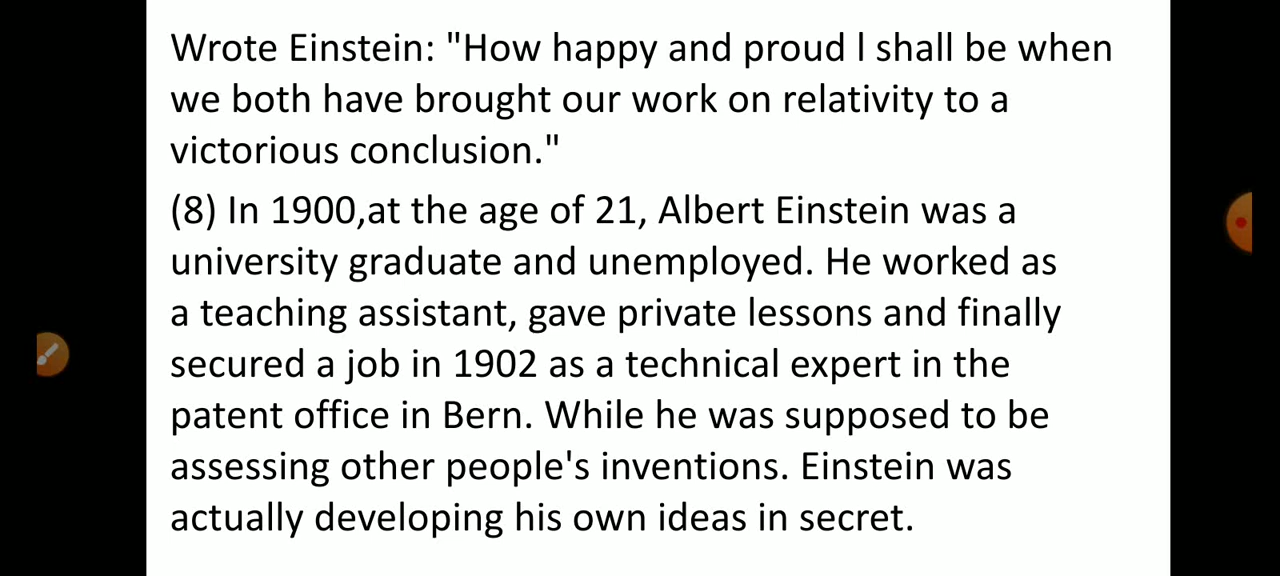 Wrote Einstein: "How happy and proud I shall be when
we both have brought our work on relativity to a
victorious conclusion."
(8) In 1900,at the age of 21, Albert Einstein was a
university graduate and unemployed. He worked as
a teaching assistant, gave private lessons and finally
secured a job in 1902 as a technical expert in the
patent office in Bern. While he was supposed to be
assessing other people's inventions. Einstein was
actually developing his own ideas in secret.